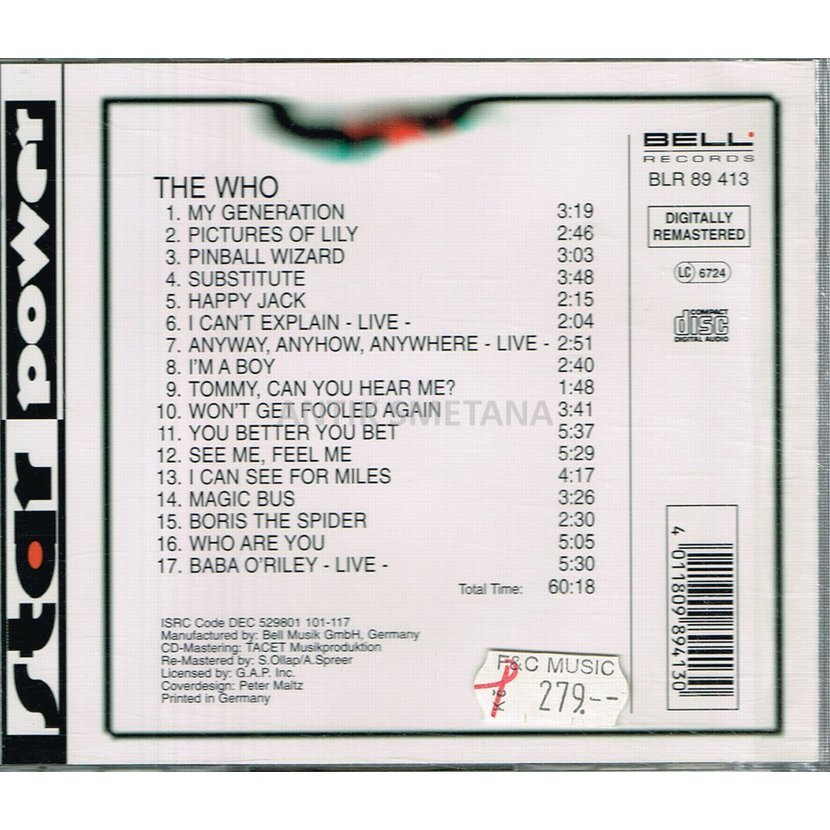 star power
THE WHO
1. MY GENERATION 3:19
2. PICTURES OF LILY 2:46
3. PINBALL WIZARD 3:03
4. SUBSTITUTE 3:48
5. HAPPY JACK 2:15
6. I CAN'T EXPLAIN - LIVE - 2:04
7. ANYWAY, ANYHOW, ANYWHERE - LIVE - 2:51
8. I'M A BOY 2:40
9. TOMMY, CAN YOU HEAR ME? 1:48
10. WON'T GET FOOLED AGAIN 3:41
11. YOU BETTER YOU BET 5:37
12. SEE ME, FEEL ME 5:29
13. I CAN SEE FOR MILES 4:17
14. MAGIC BUS 3:26
15. BORIS THE SPIDER 2:30
16. WHO ARE YOU 5:05
17. BABA O'RILEY - LIVE - 5:30
Total Time: 60:18
ANTIK SMETANA
ISRC Code DEC 529801 101-117
Manufactured by: Bell Musik GmbH, Germany
CD-Mastering: TACET Musikproduktion
Re-Mastered by: S.Ollap/A.Spreer
Licensed by: G.A.P. Inc.
Coverdesign: Peter Maltz
Printed in Germany
BELL
RECORDS
BLR 89 413
DIGITALLY
REMASTERED
LC 6724
COMPACT
disc
DIGITAL AUDIO
4 011809 894130
F&C MUSIC
279.--